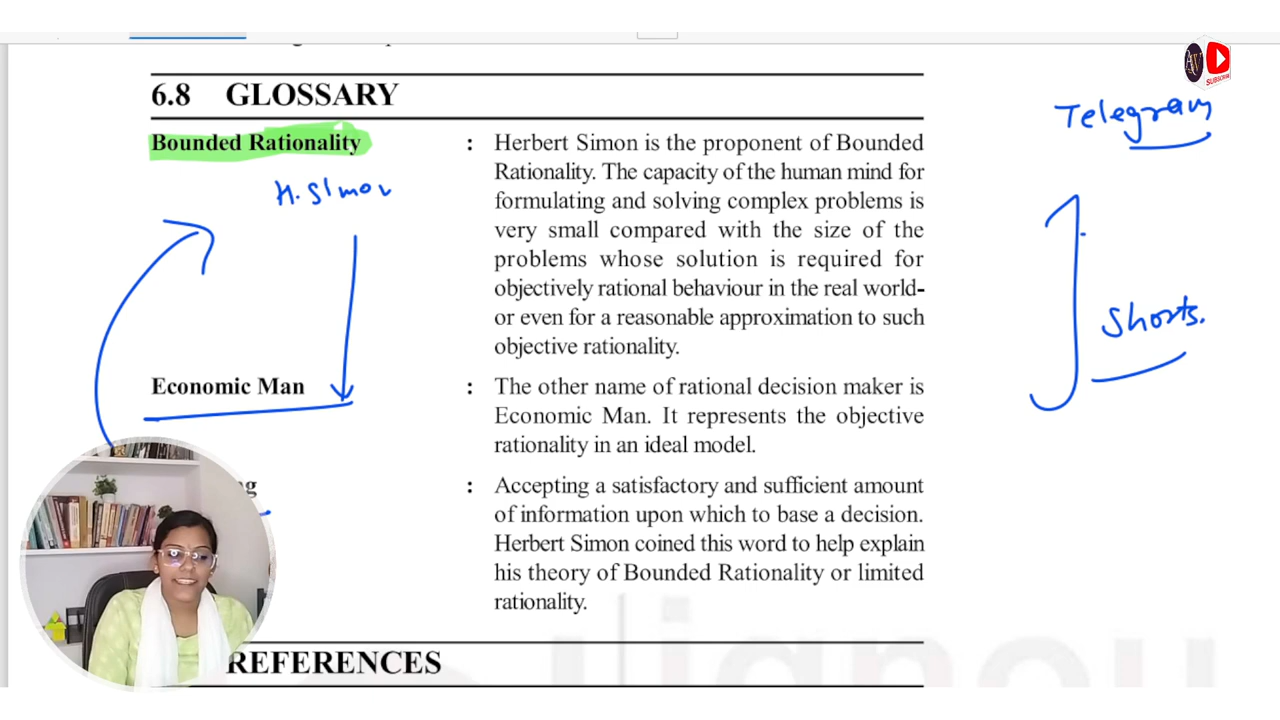 6.8 GLOSSARY
Bounded Rationality : Herbert Simon is the proponent of Bounded
Rationality. The capacity of the human mind for
formulating and solving complex problems is
very small compared with the size of the
problems whose solution is required for
objectively rational behaviour in the real world-
or even for a reasonable approximation to such
objective rationality.
H. Simon
Economic Man : The other name of rational decision maker is
Economic Man. It represents the objective
rationality in an ideal model.
g : Accepting a satisfactory and sufficient amount
of information upon which to base a decision.
Herbert Simon coined this word to help explain
his theory of Bounded Rationality or limited
rationality.
REFERENCES
ignou
Telegram
Shorts.
AV
SUBSCRIBE